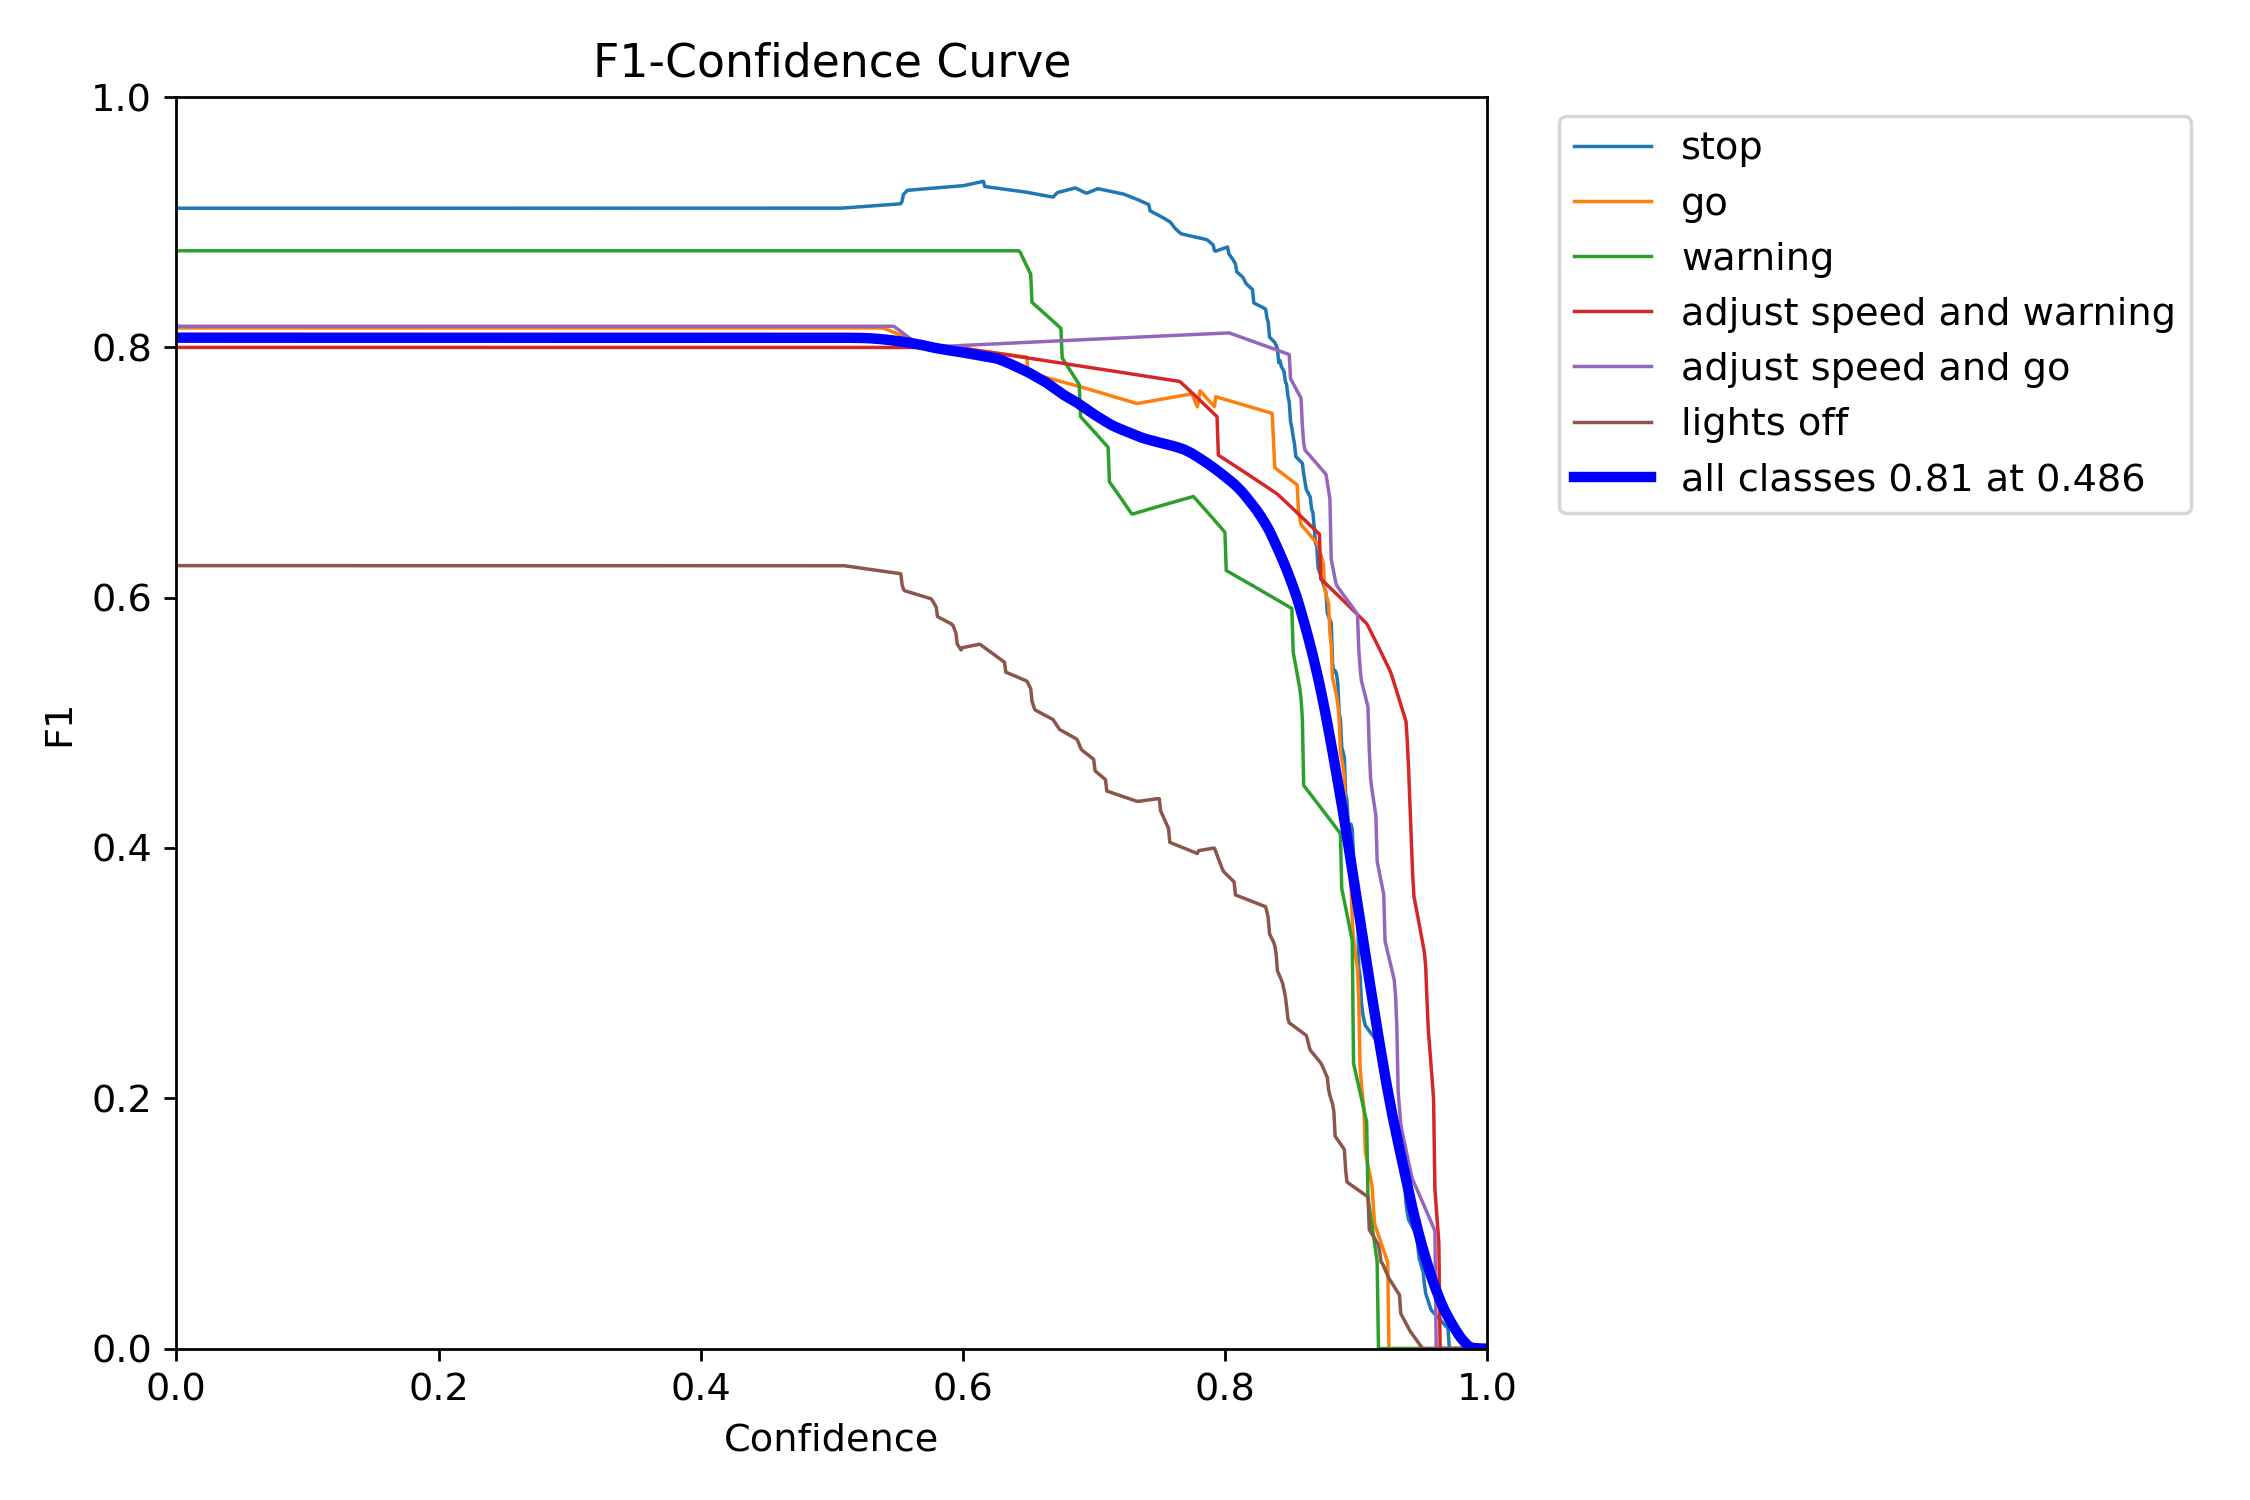 F1-Confidence Curve
1.0
0.8
0.6
0.4
0.2
0.0
F1
0.0 0.2 0.4 0.6 0.8 1.0
Confidence
stop
go
warning
adjust speed and warning
adjust speed and go
lights off
all classes 0.81 at 0.486